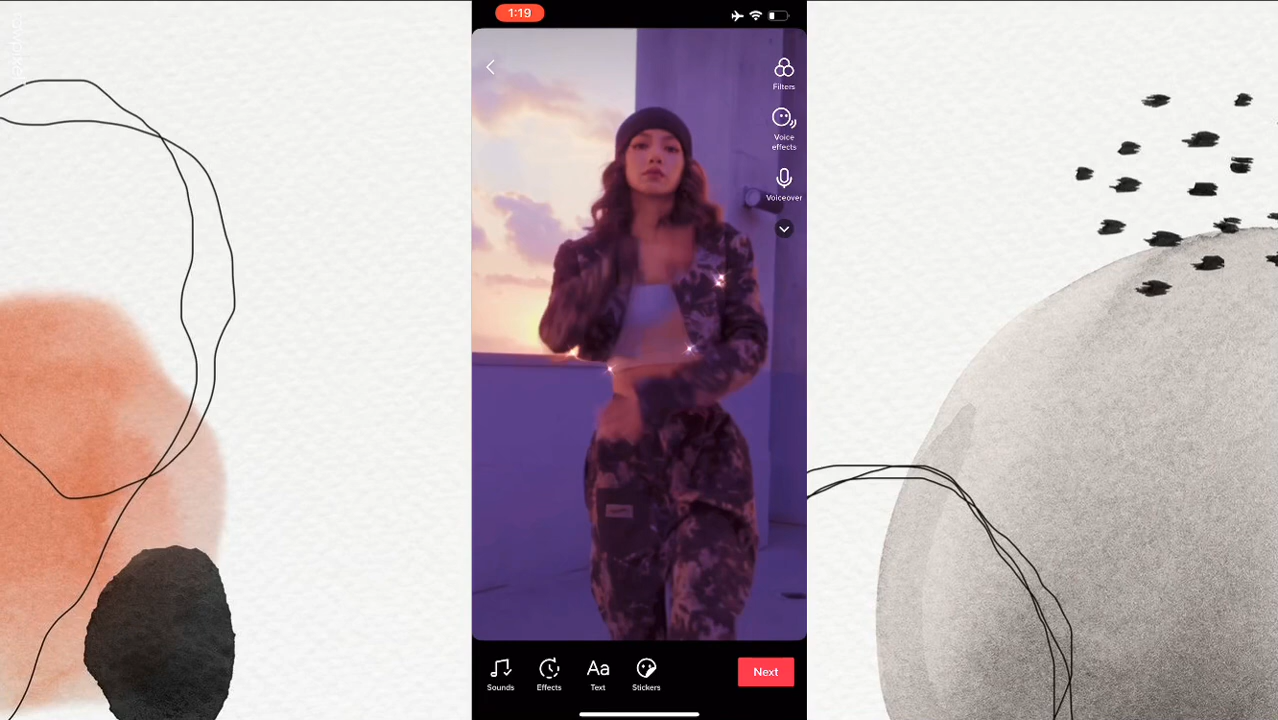 1:19
Filters
Voice
effects
Voiceover
Sounds
Effects
Text
Aa
Stickers
Next